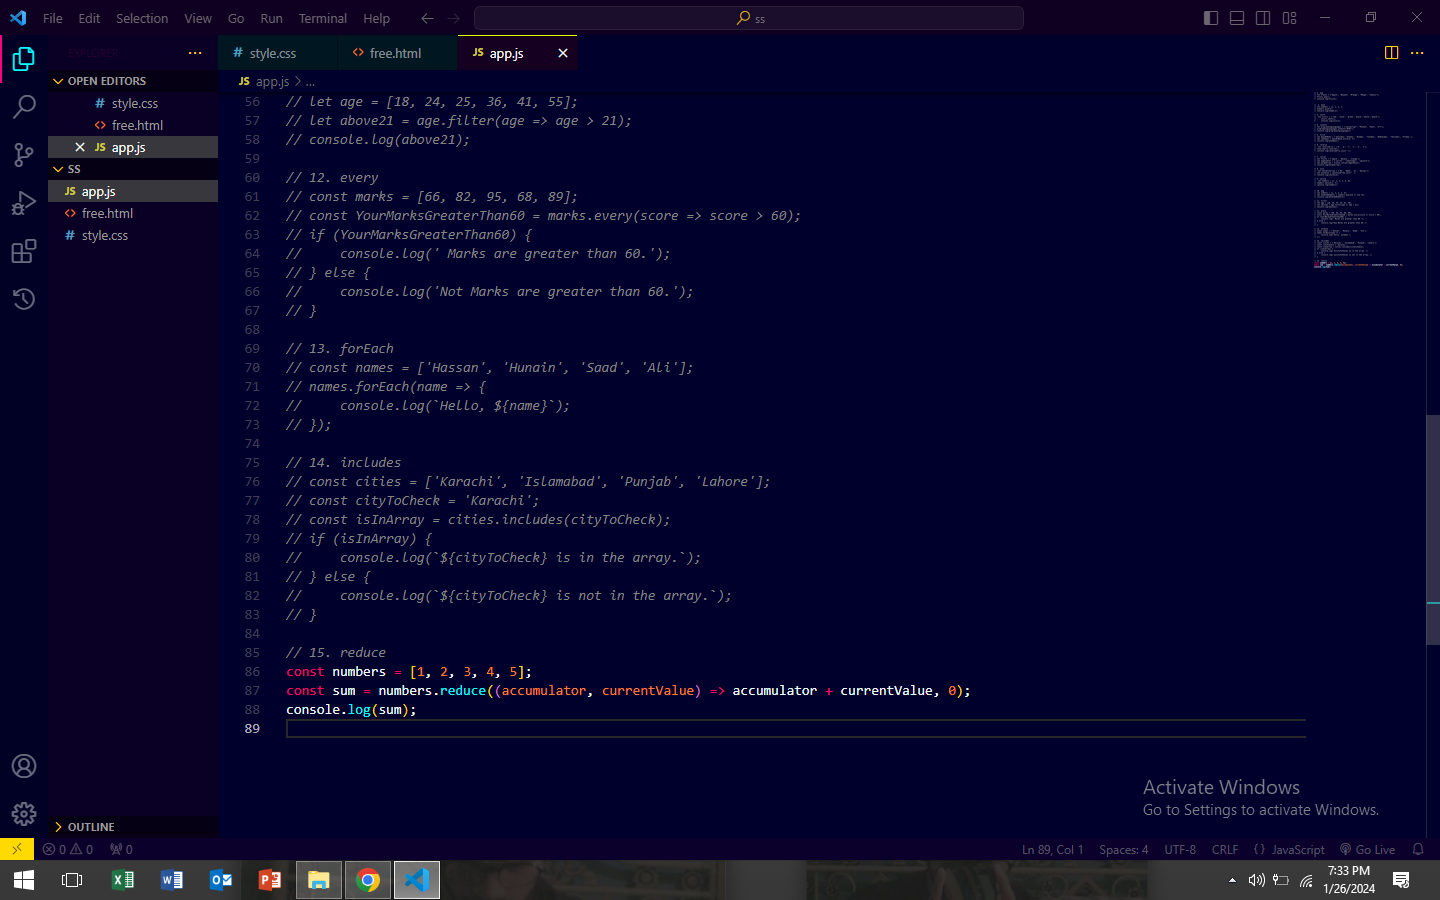 File Edit Selection View Go Run Terminal Help
ss
EXPLORER
style.css free.html app.js
OPEN EDITORS
style.css
free.html
JS app.js
SS
JS app.js
free.html
style.css
OUTLINE
JS app.js > ...
56 // let age = [18, 24, 25, 36, 41, 55];
57 // let above21 = age.filter(age => age > 21);
58 // console.log(above21);
59
60 // 12. every
61 // const marks = [66, 82, 95, 68, 89];
62 // const YourMarksGreaterThan60 = marks.every(score => score > 60);
63 // if (YourMarksGreaterThan60) {
64 //     console.log(' Marks are greater than 60.');
65 // } else {
66 //     console.log('Not Marks are greater than 60.');
67 // }
68
69 // 13. forEach
70 // const names = ['Hassan', 'Hunain', 'Saad', 'Ali'];
71 // names.forEach(name => {
72 //     console.log(`Hello, ${name}`);
73 // });
74
75 // 14. includes
76 // const cities = ['Karachi', 'Islamabad', 'Punjab', 'Lahore'];
77 // const cityToCheck = 'Karachi';
78 // const isInArray = cities.includes(cityToCheck);
79 // if (isInArray) {
80 //     console.log(`${cityToCheck} is in the array.`);
81 // } else {
82 //     console.log(`${cityToCheck} is not in the array.`);
83 // }
84
85 // 15. reduce
86 const numbers = [1, 2, 3, 4, 5];
87 const sum = numbers.reduce((accumulator, currentValue) => accumulator + currentValue, 0);
88 console.log(sum);
89
Activate Windows
Go to Settings to activate Windows.
0 0 0 Ln 89, Col 1 Spaces: 4 UTF-8 CRLF {} JavaScript Go Live
7:33 PM
1/26/2024